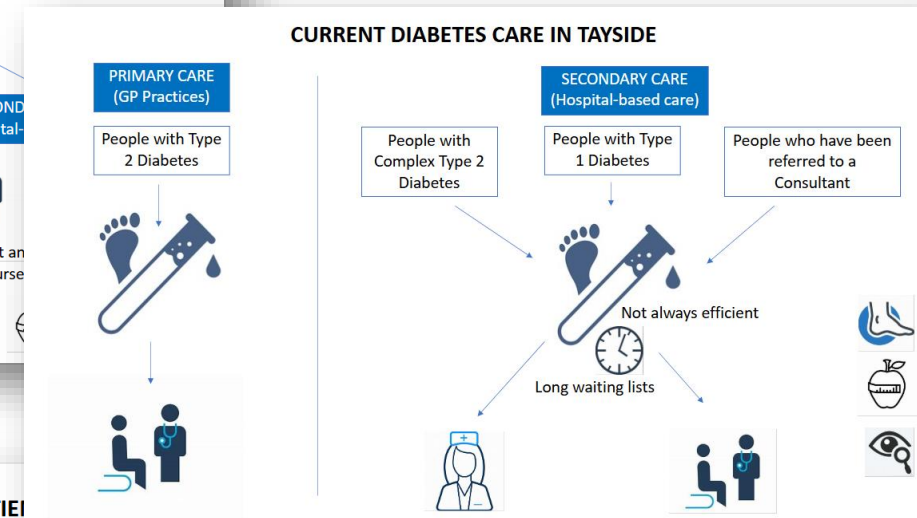 CURRENT DIABETES CARE IN TAYSIDE
PRIMARY CARE
(GP Practices)
People with Type
2 Diabetes
SECONDARY CARE
(Hospital-based care)
People with
Complex Type 2
Diabetes
People with Type
1 Diabetes
People who have been
referred to a
Consultant
Not always efficient
Long waiting lists